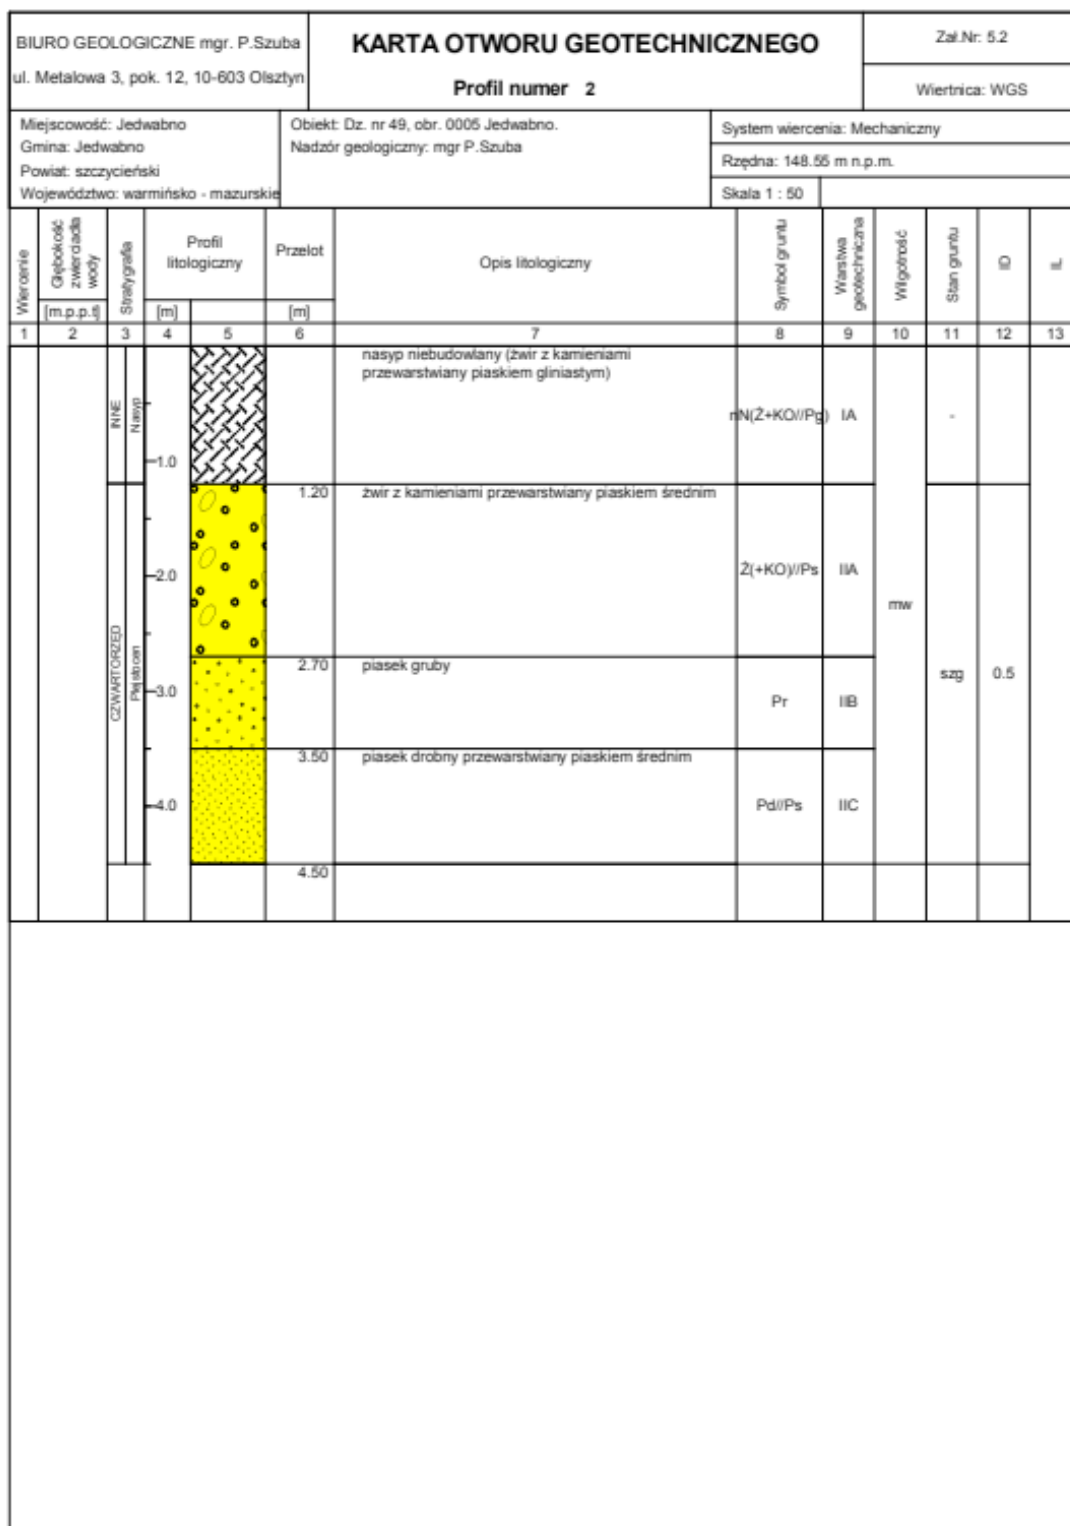 BIURO GEOLOGICZNE mgr. P.Szuba
ul. Metalowa 3, pok. 12, 10-603 Olsztyn
KARTA OTWORU GEOTECHNICZNEGO
Profil numer 2
Zał.Nr: 5.2
Wiertnica: WGS
Miejscowość: Jedwabno
Gmina: Jedwabno
Powiat: szczycieński
Województwo: warmińsko - mazurskie
Obiekt: Dz. nr 49, obr. 0005 Jedwabno.
Nadzór geologiczny: mgr P.Szuba
System wiercenia: Mechaniczny
Rzędna: 148.55 m n.p.m.
Skala 1 : 50
Wiercenie
Głębokość
zwierciadła
wody
[m.p.p.t]
Stratygrafia
Profil
litologiczny
[m]
Przelot
[m]
Opis litologiczny
Symbol gruntu
Warstwa
geotechniczna
Wilgotność
Stan gruntu
ID
IL
1 2 3 4 5 6 7 8 9 10 11 12 13
INNE
Nasyp
nasyp niebudowlany (żwir z kamieniami
przewarstwiany piaskiem gliniastym)
nN(Ż+KO//Pg) IA -
1.0
1.20 żwir z kamieniami przewarstwiany piaskiem średnim
Ż(+KO)//Ps IIA
2.0
mw
CZWARTORZĘD
Plejstocen
2.70 piasek gruby
szg 0.5
3.0
Pr IIB
3.50 piasek drobny przewarstwiany piaskiem średnim
4.0
Pd//Ps IIC
4.50